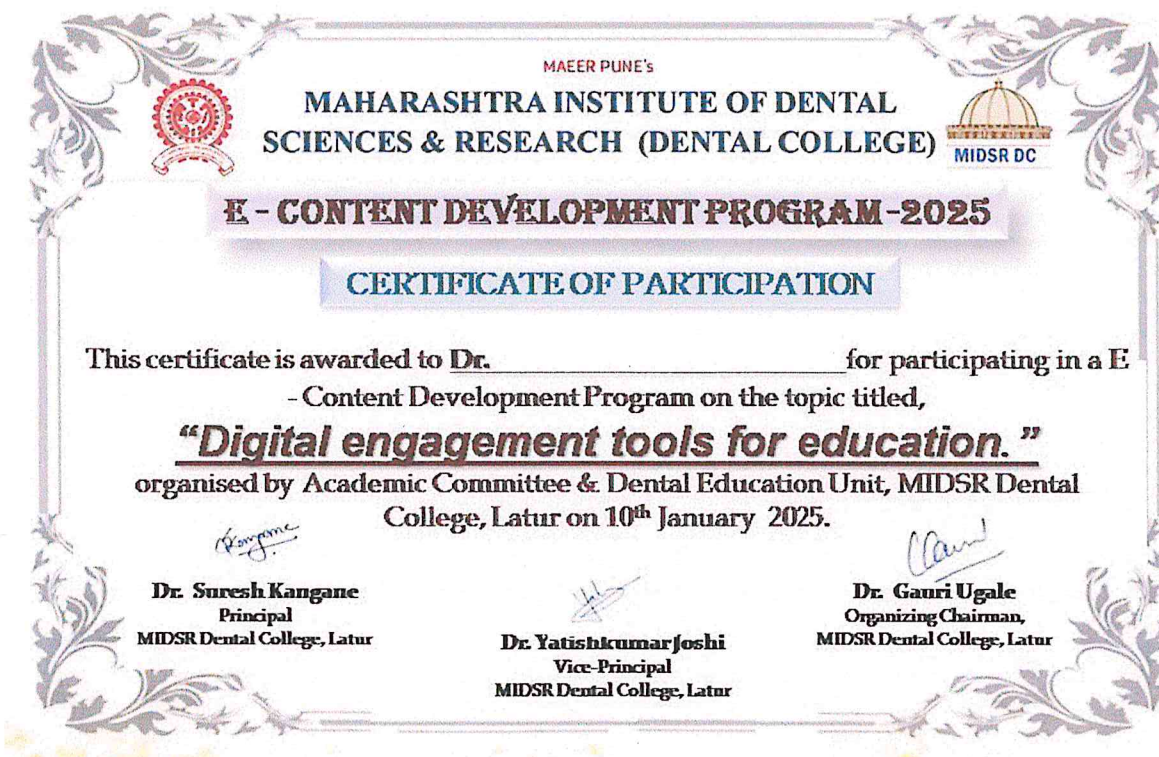 MAEER PUNE's
MAHARASHTRA INSTITUTE OF DENTAL
SCIENCES & RESEARCH (DENTAL COLLEGE)
MIDSR DC
E - CONTENT DEVELOPMENT PROGRAM-2025
CERTIFICATE OF PARTICIPATION
This certificate is awarded to Dr. for participating in a E
- Content Development Program on the topic titled,
“Digital engagement tools for education.”
organised by Academic Committee & Dental Education Unit, MIDSR Dental
College, Latur on 10th January 2025.
Dr. Suresh Kangane
Principal
MIDSR Dental College, Latur
Dr. Yatishkumar Joshi
Vice-Principal
MIDSR Dental College, Latur
Dr. Gauri Ugale
Organizing Chairman,
MIDSR Dental College, Latur